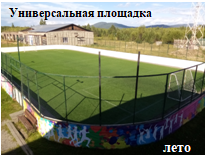 Универсальная площадка
лето